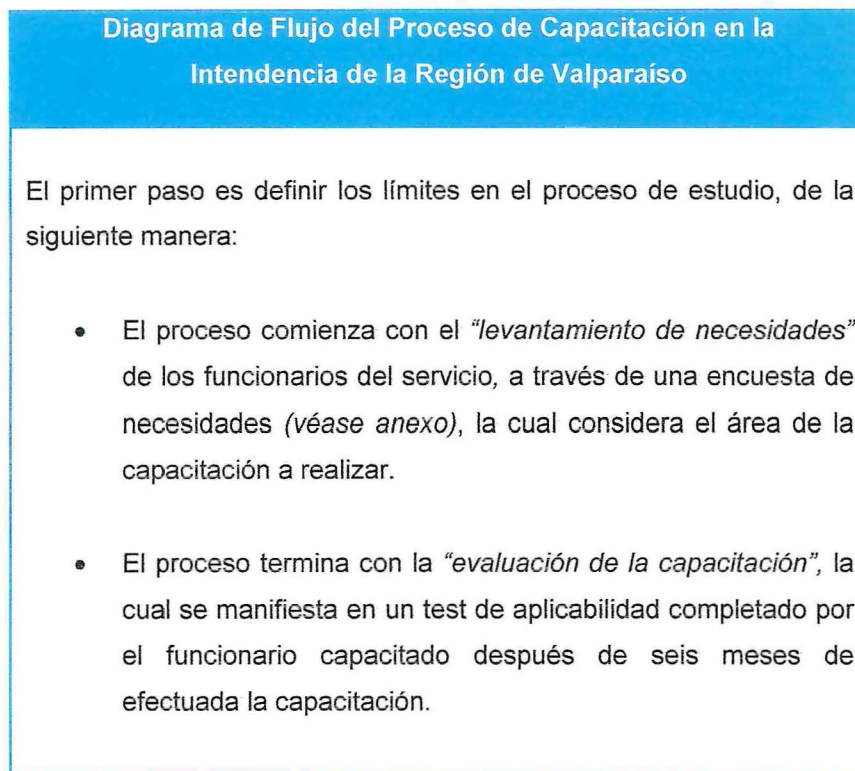 Diagrama de Flujo del Proceso de Capacitación en la
Intendencia de la Región de Valparaíso
El primer paso es definir los límites en el proceso de estudio, de la
siguiente manera:
• El proceso comienza con el “levantamiento de necesidades”
de los funcionarios del servicio, a través de una encuesta de
necesidades (véase anexo), la cual considera el área de la
capacitación a realizar.
• El proceso termina con la “evaluación de la capacitación”, la
cual se manifiesta en un test de aplicabilidad completado por
el funcionario capacitado después de seis meses de
efectuada la capacitación.